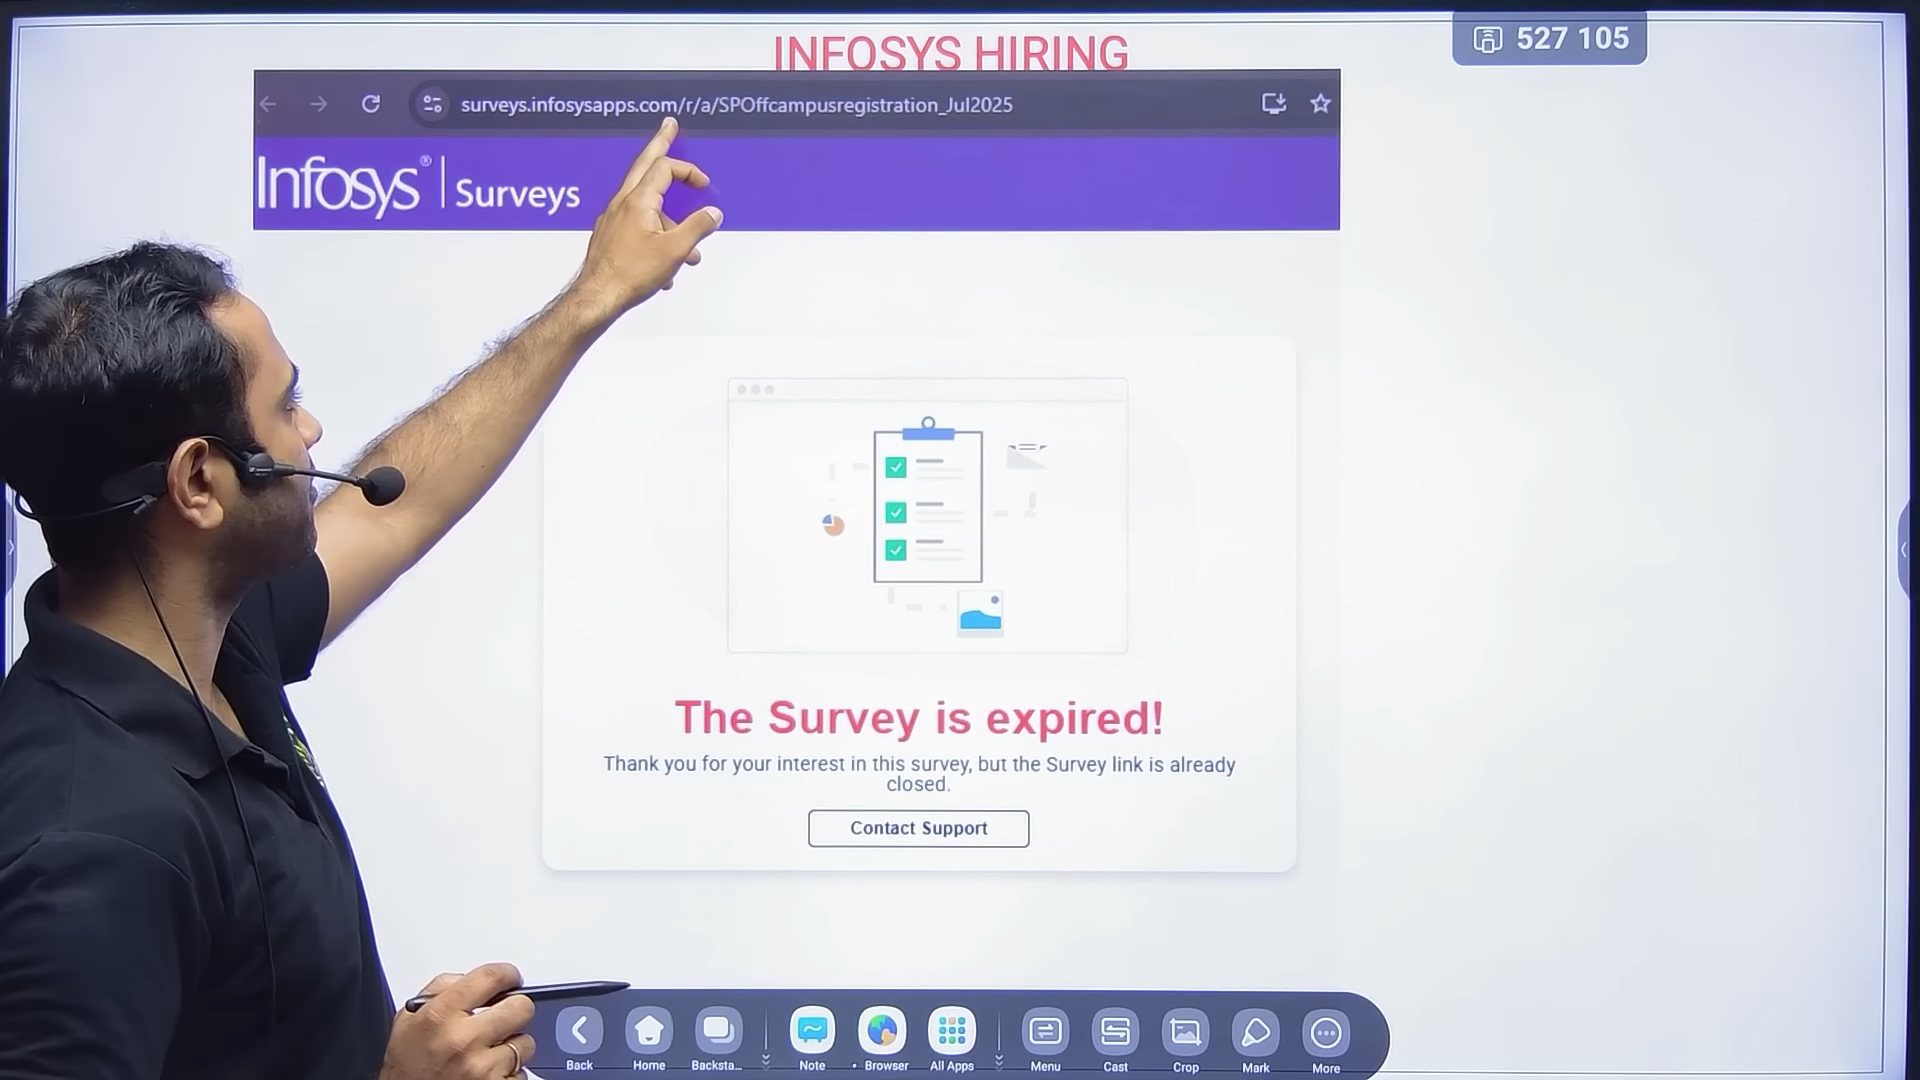 INFOSYS HIRING
527 105
surveys.infosysapps.com/r/a/SPOffcampusregistration_Jul2025
Infosys® | Surveys
The Survey is expired!
Thank you for your interest in this survey, but the Survey link is already
closed.
Contact Support
Back
Home
Backsta...
Note
Browser
All Apps
Menu
Cast
Crop
Mark
More